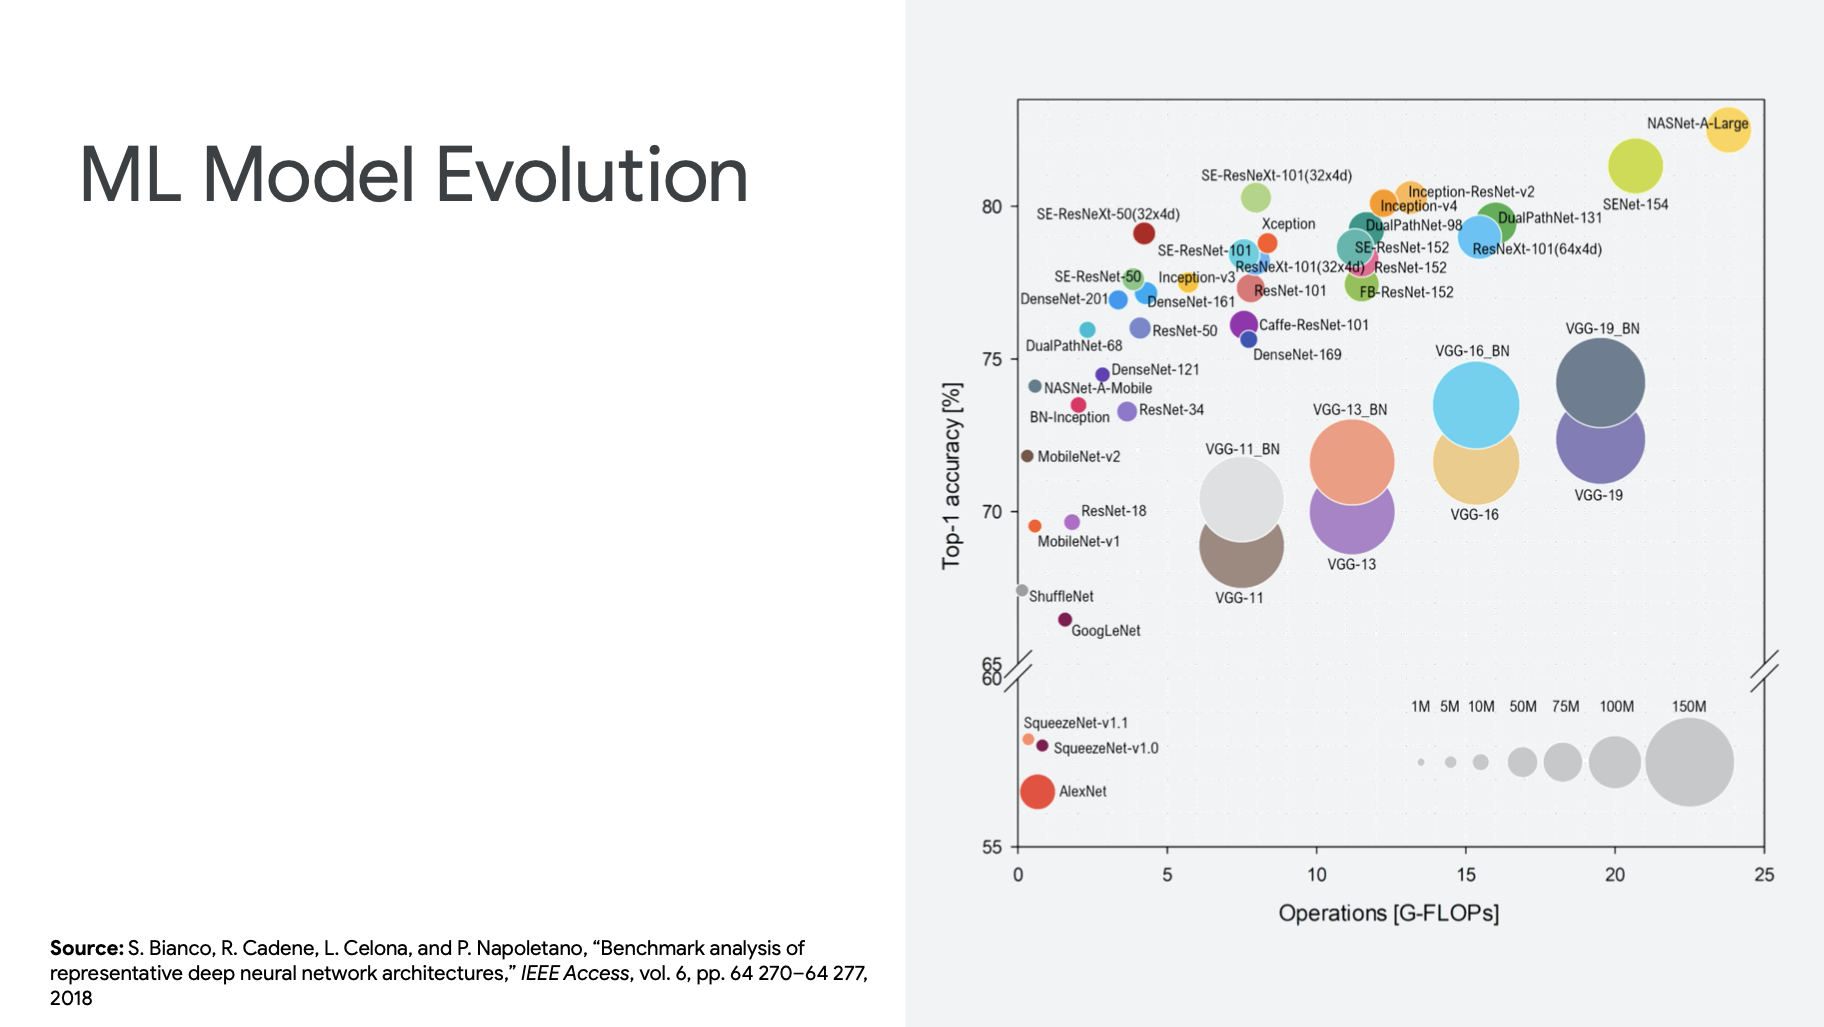 ML Model Evolution
Source: S. Bianco, R. Cadene, L. Celona, and P. Napoletano, “Benchmark analysis of
representative deep neural network architectures,” IEEE Access, vol. 6, pp. 64 270–64 277,
2018
NASNet-A-Large
SE-ResNeXt-101(32x4d)
Inception-ResNet-v2
80
Inception-v4
SENet-154
SE-ResNeXt-50(32x4d)
Xception
DualPathNet-98
DualPathNet-131
SE-ResNet-101
SE-ResNet-152
ResNeXt-101(64x4d)
ResNeXt-101(32x4d)
ResNet-152
SE-ResNet-50
Inception-v3
ResNet-101
FB-ResNet-152
DenseNet-201
DenseNet-161
ResNet-50
Caffe-ResNet-101
VGG-19_BN
DualPathNet-68
DenseNet-169
VGG-16_BN
75
DenseNet-121
NASNet-A-Mobile
BN-Inception
ResNet-34
VGG-13_BN
VGG-11_BN
MobileNet-v2
VGG-19
70
ResNet-18
VGG-16
MobileNet-v1
VGG-13
ShuffleNet
VGG-11
GoogLeNet
65
60
1M 5M 10M 50M 75M 100M 150M
SqueezeNet-v1.1
SqueezeNet-v1.0
AlexNet
55
0 5 10 15 20 25
Top-1 accuracy [%]
Operations [G-FLOPs]